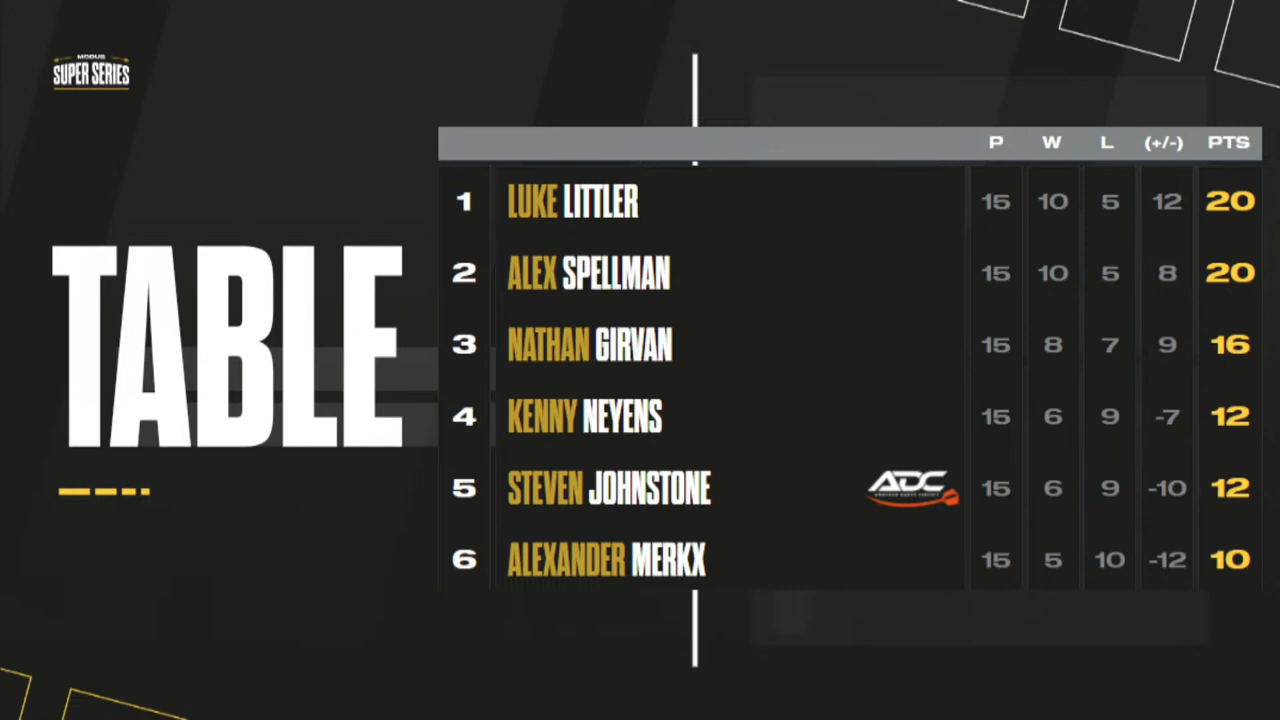 MODUS
SUPER SERIES
TABLE
P W L (+/-) PTS
1 LUKE LITTLER 15 10 5 12 20
2 ALEX SPELLMAN 15 10 5 8 20
3 NATHAN GIRVAN 15 8 7 9 16
4 KENNY NEYENS 15 6 9 -7 12
5 STEVEN JOHNSTONE ADC 15 6 9 -10 12
6 ALEXANDER MERKX 15 5 10 -12 10